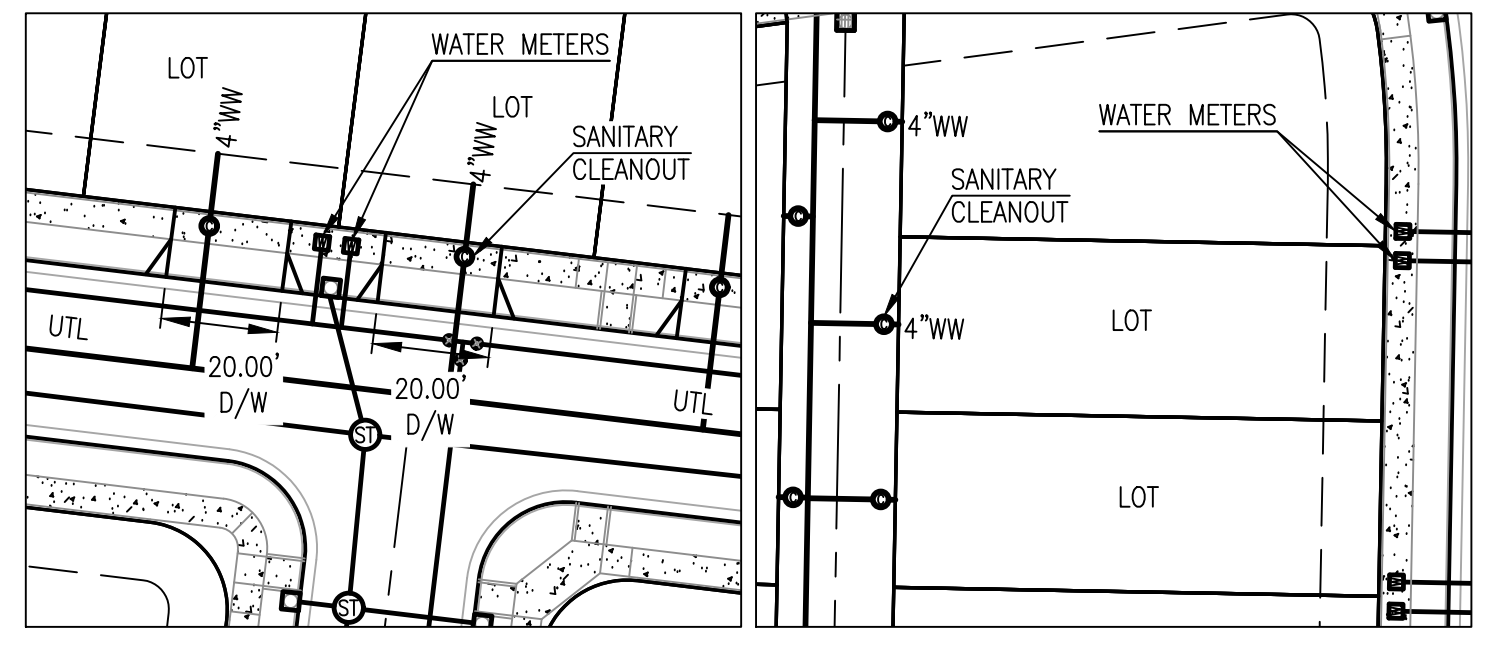 WATER METERS
LOT
4"WW
LOT
4"WW
SANITARY
CLEANOUT
C
W
W
C
C
UTL
20.00'
D/W
20.00'
D/W
UTL
ST
ST
C
4"WW
WATER METERS
SANITARY
CLEANOUT
C
W
W
C
4"WW
LOT
C
C
LOT
W
W